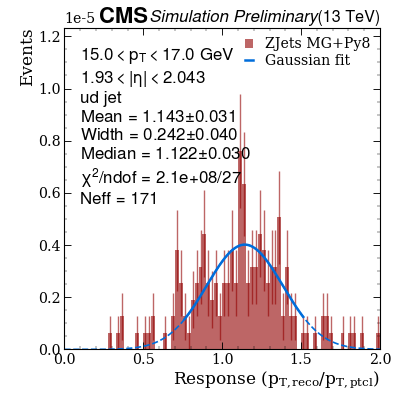 1e-5 CMS Simulation Preliminary (13 TeV)
Events
15.0 < pT < 17.0 GeV
1.93 < |η| < 2.043
ud jet
Mean = 1.143±0.031
Width = 0.242±0.040
Median = 1.122±0.030
χ²/ndof = 2.1e+08/27
Neff = 171
ZJets MG+Py8
Gaussian fit
1.2
1.0
0.8
0.6
0.4
0.2
0.0
0.0 0.5 1.0 1.5 2.0
Response (pT,reco/pT,ptcl)